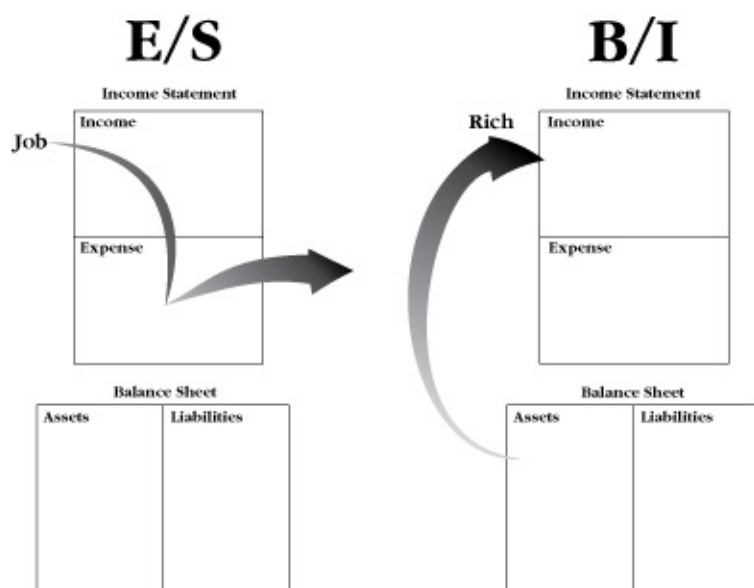 E/S
Income Statement
Income
Job
Expense
Balance Sheet
Assets Liabilities
B/I
Income Statement
Rich
Income
Expense
Balance Sheet
Assets Liabilities